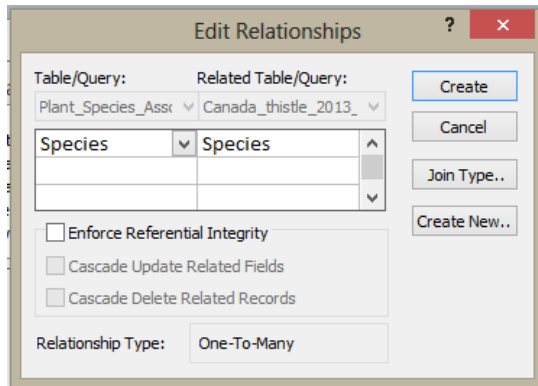 Edit Relationships
Table/Query: Related Table/Query:
Plant_Species_Assc Canada_thistle_2013_
Species Species
Enforce Referential Integrity
Cascade Update Related Fields
Cascade Delete Related Records
Relationship Type: One-To-Many
? ×
Create
Cancel
Join Type..
Create New..